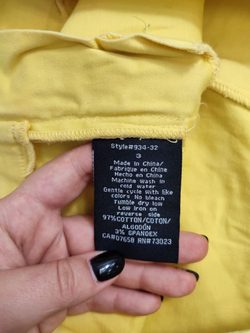 Style#934-32
3
Made in China/
Fabrique en Chine
Hecho en China
Machine wash in
cold water
Gentle cycle with like
colors No bleach
Tumble dry low
Low iron on
reverse side
97%COTTON/COTON/
ALGODÓN
3% SPANDEX
CA#07658 RN#73023